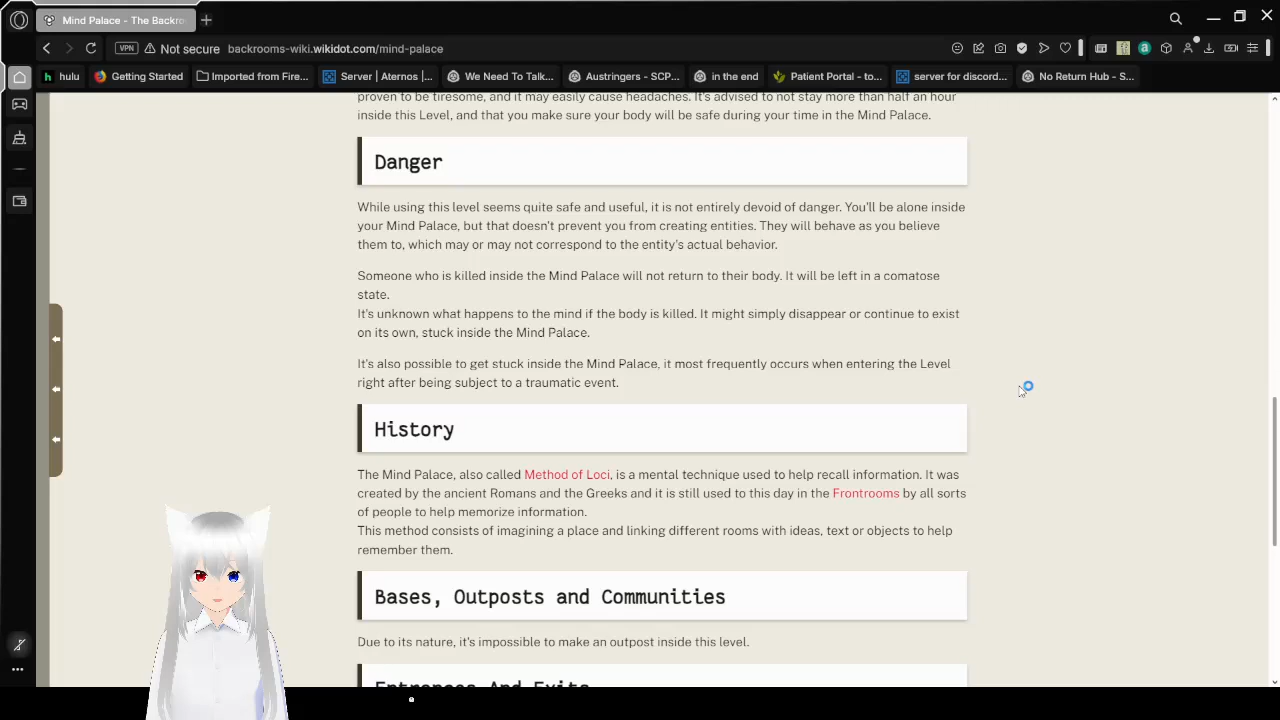 Mind Palace - The Backro
Not secure backrooms-wiki.wikidot.com/mind-palace
VPN
hulu Getting Started Imported from Fire... Server | Aternos |... We Need To Talk... Austringers - SCP... in the end Patient Portal - to... server for discord... No Return Hub - S...
proven to be tiresome, and it may easily cause headaches. It's advised to not stay more than half an hour
inside this Level, and that you make sure your body will be safe during your time in the Mind Palace.
Danger
While using this level seems quite safe and useful, it is not entirely devoid of danger. You'll be alone inside
your Mind Palace, but that doesn't prevent you from creating entities. They will behave as you believe
them to, which may or may not correspond to the entity's actual behavior.
Someone who is killed inside the Mind Palace will not return to their body. It will be left in a comatose
state.
It's unknown what happens to the mind if the body is killed. It might simply disappear or continue to exist
on its own, stuck inside the Mind Palace.
It's also possible to get stuck inside the Mind Palace, it most frequently occurs when entering the Level
right after being subject to a traumatic event.
History
The Mind Palace, also called Method of Loci, is a mental technique used to help recall information. It was
created by the ancient Romans and the Greeks and it is still used to this day in the Frontrooms by all sorts
of people to help memorize information.
This method consists of imagining a place and linking different rooms with ideas, text or objects to help
remember them.
Bases, Outposts and Communities
Due to its nature, it's impossible to make an outpost inside this level.
Entrances And Exits